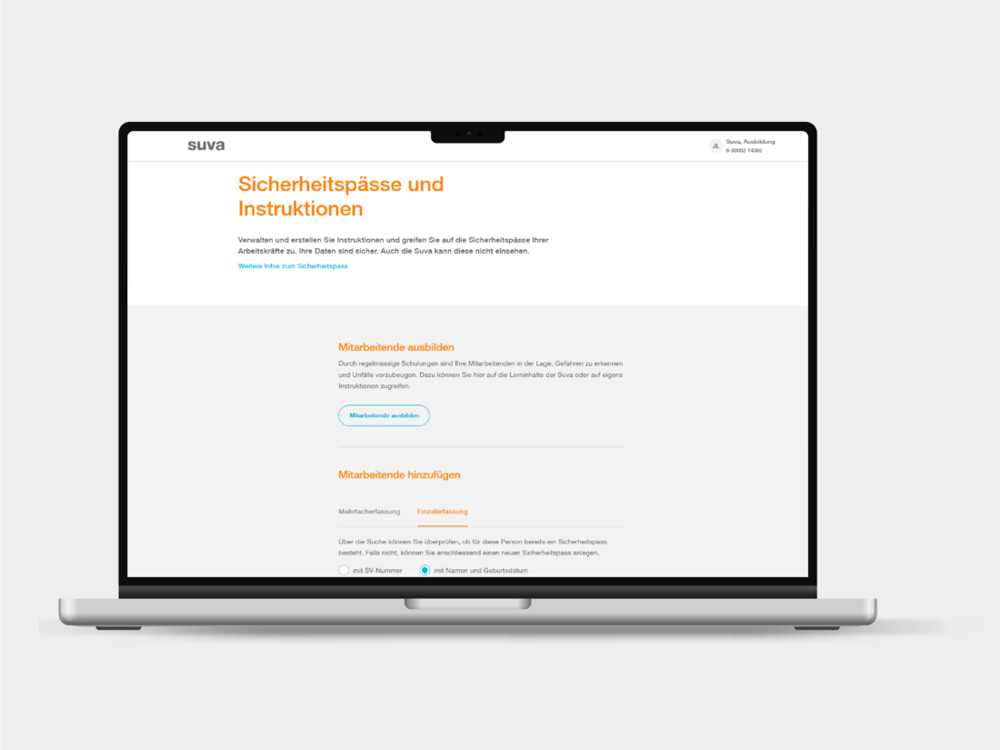 suva
JL
Suva, Ausbildung
6-00002-14265
Sicherheitspässe und
Instruktionen
Verwalten und erstellen Sie Instruktionen und greifen Sie auf die Sicherheitspässe Ihrer
Arbeitskräfte zu. Ihre Daten sind sicher. Auch die Suva kann diese nicht einsehen.
Weitere Infos zum Sicherheitspass
Mitarbeitende ausbilden
Durch regelmässige Schulungen sind Ihre Mitarbeitenden in der Lage, Gefahren zu erkennen
und Unfälle vorzubeugen. Dazu können Sie hier auf die Lerninhalte der Suva oder auf eigene
Instruktionen zugreifen.
Mitarbeitende ausbilden
Mitarbeitende hinzufügen
Mehrfacherfassung Einzelerfassung
Über die Suche können Sie überprüfen, ob für diese Person bereits ein Sicherheitspass
besteht. Falls nicht, können Sie anschliessend einen neuen Sicherheitspass anlegen.
mit SV-Nummer mit Namen und Geburtsdatum